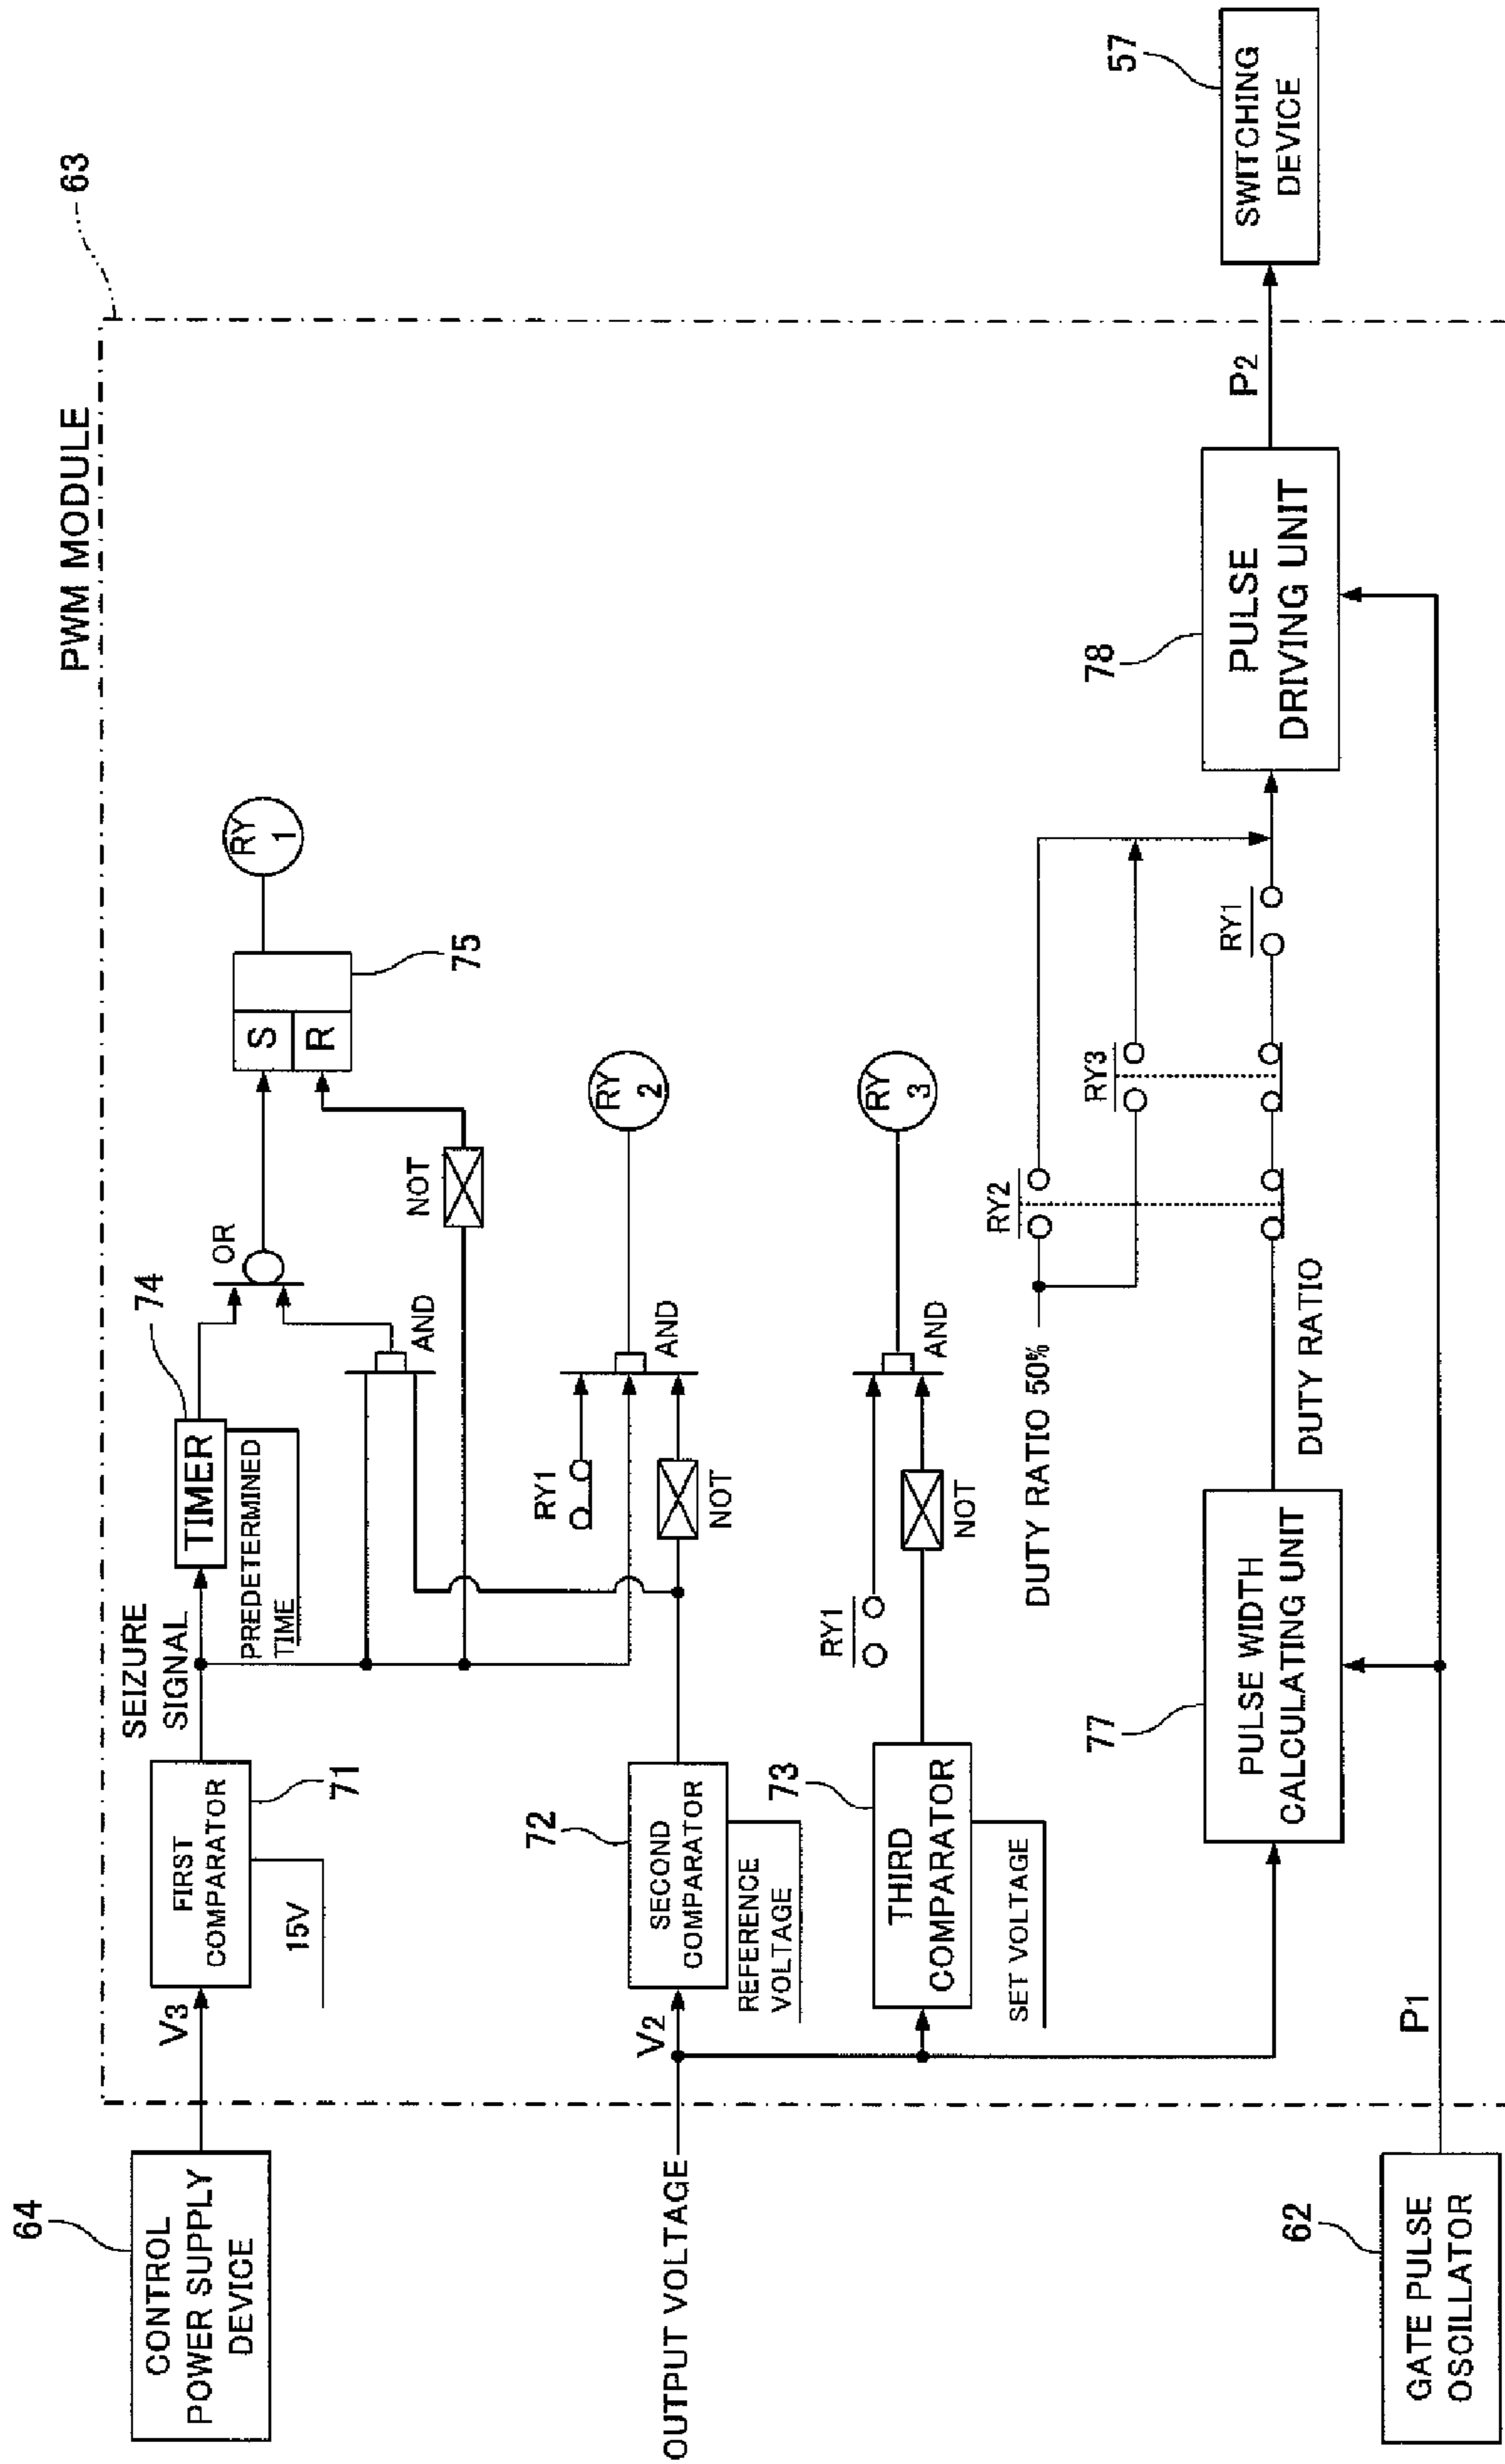 PWM MODULE
63
64
CONTROL
POWER SUPPLY
DEVICE
V3
FIRST
COMPARATOR
71
15V
SEIZURE
SIGNAL
TIMER
74
PREDETERMINED
TIME
OR
AND
NOT
S
R
75
RY
1
OUTPUT VOLTAGE
V2
72
SECOND
COMPARATOR
REFERENCE
VOLTAGE
RY1
NOT
AND
RY
2
73
THIRD
COMPARATOR
SET VOLTAGE
RY1
NOT
AND
RY
3
DUTY RATIO 50%
RY2
RY3
RY1
77
PULSE WIDTH
CALCULATING UNIT
DUTY RATIO
78
PULSE
DRIVING UNIT
P2
57
SWITCHING
DEVICE
62
GATE PULSE
OSCILLATOR
P1